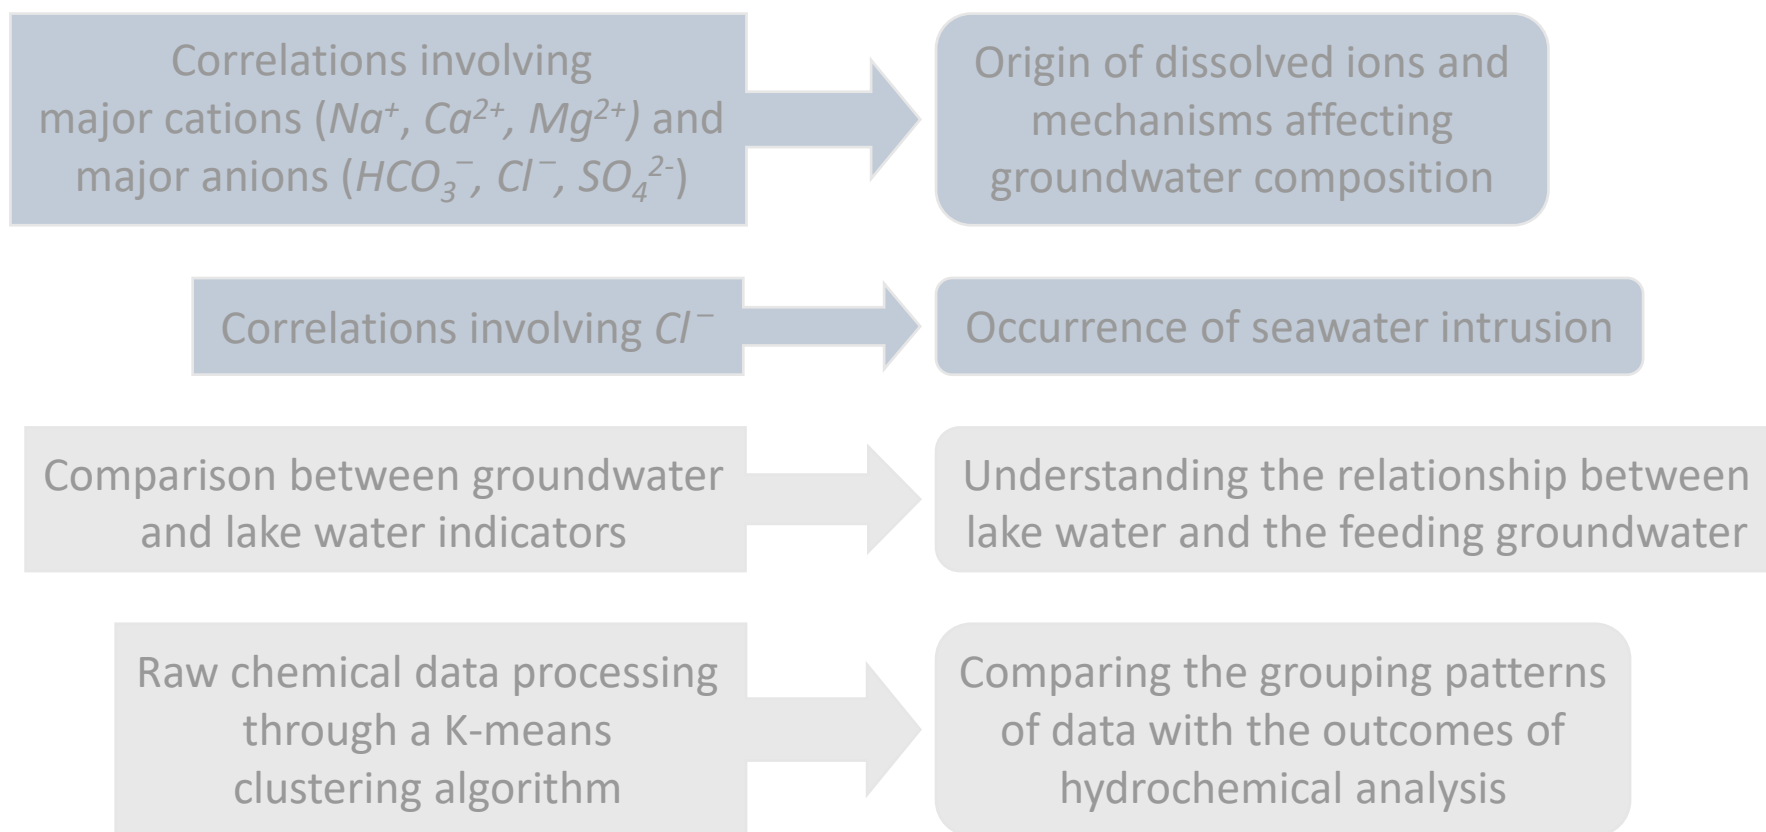 Correlations involving
major cations (Na⁺, Ca²⁺, Mg²⁺) and
major anions (HCO₃⁻, Cl⁻, SO₄²⁻)
Origin of dissolved ions and
mechanisms affecting
groundwater composition
Correlations involving Cl⁻
Occurrence of seawater intrusion
Comparison between groundwater
and lake water indicators
Understanding the relationship between
lake water and the feeding groundwater
Raw chemical data processing
through a K-means
clustering algorithm
Comparing the grouping patterns
of data with the outcomes of
hydrochemical analysis